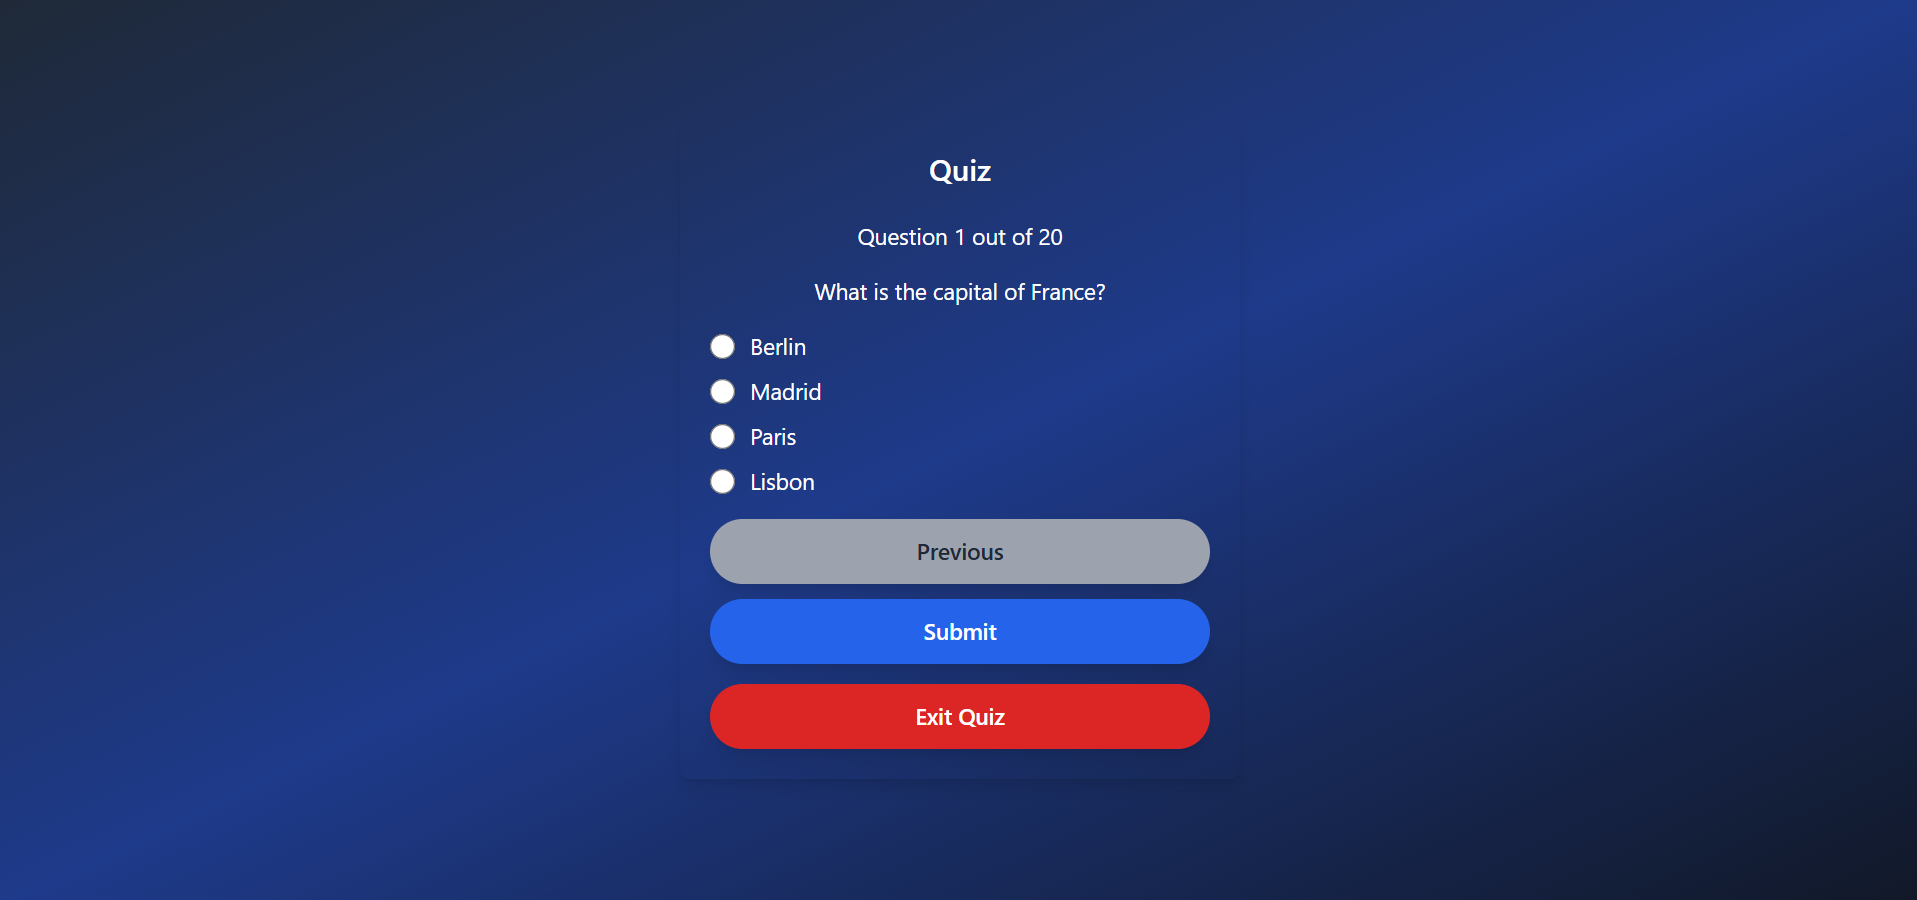 Quiz
Question 1 out of 20
What is the capital of France?
Berlin
Madrid
Paris
Lisbon
Previous
Submit
Exit Quiz